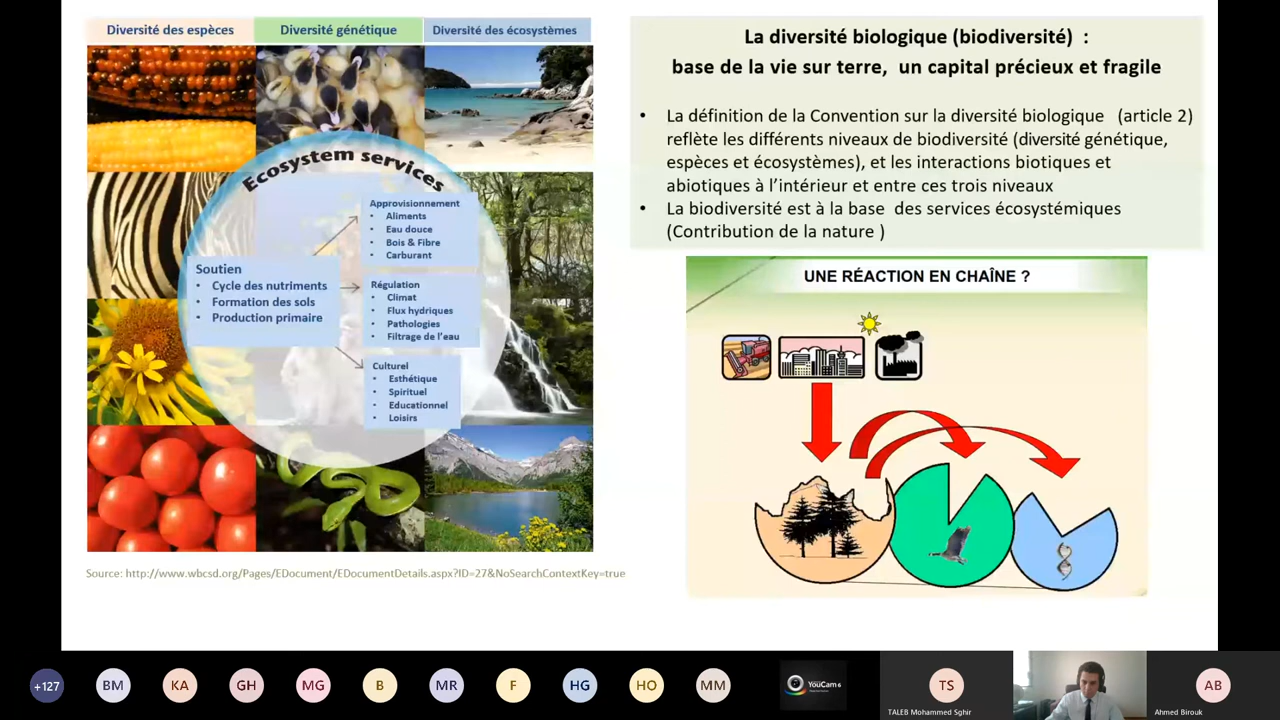 Diversité des espèces
Diversité génétique
Diversité des écosystèmes
Ecosystem services
Soutien
• Cycle des nutriments
• Formation des sols
• Production primaire
Approvisionnement
• Aliments
• Eau douce
• Bois & Fibre
• Carburant
Régulation
• Climat
• Flux hydriques
• Pathologies
• Filtrage de l'eau
Culturel
• Esthétique
• Spirituel
• Educationnel
• Loisirs
Source: http://www.wbcsd.org/Pages/EDocument/EDocumentDetails.aspx?ID=27&NoSearchContextKey=true
La diversité biologique (biodiversité) :
base de la vie sur terre, un capital précieux et fragile
• La définition de la Convention sur la diversité biologique (article 2)
reflète les différents niveaux de biodiversité (diversité génétique,
espèces et écosystèmes), et les interactions biotiques et
abiotiques à l'intérieur et entre ces trois niveaux
• La biodiversité est à la base des services écosystémiques
(Contribution de la nature )
UNE RÉACTION EN CHAÎNE ?
+127
BM
KA
GH
MG
B
MR
F
HG
HO
MM
YouCam 6
TS
TALEB Mohammed Sghir
AB
Ahmed Birouk